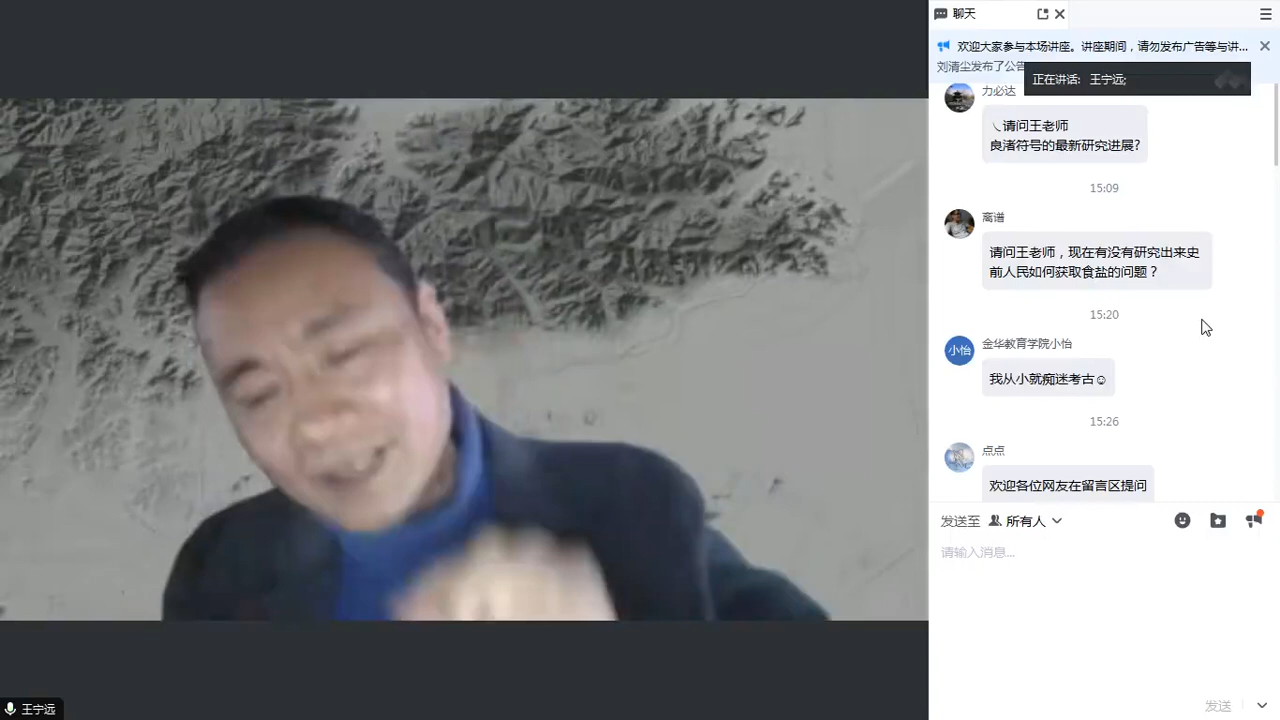 聊天
欢迎大家参与本场讲座。讲座期间，请勿发布广告等与讲...
刘清尘发布了公告
正在讲话: 王宁远;
力必达
㇏请问王老师
良渚符号的最新研究进展?
15:09
离谱
请问王老师，现在有没有研究出来史
前人民如何获取食盐的问题？
15:20
金华教育学院小怡
小怡
我从小就痴迷考古☺
15:26
点点
欢迎各位网友在留言区提问
发送至 所有人
请输入消息...
发送
王宁远